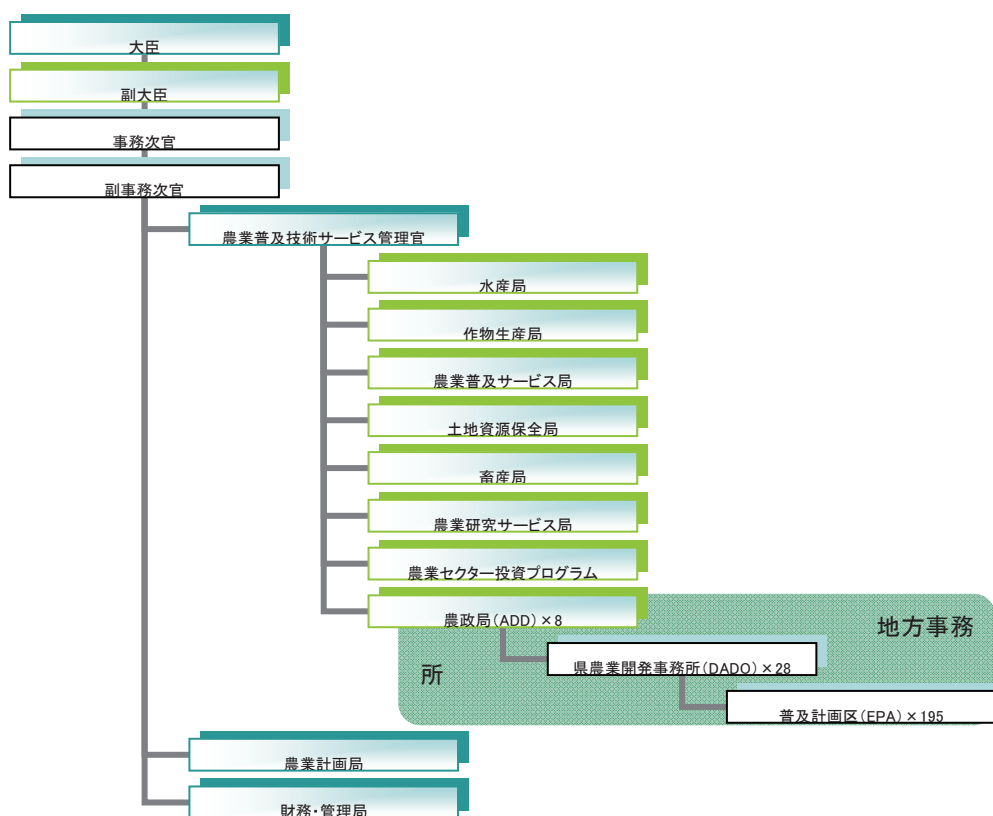 大臣
副大臣
事務次官
副事務次官
農業普及技術サービス管理官
水産局
作物生産局
農業普及サービス局
土地資源保全局
畜産局
農業研究サービス局
農業セクター投資プログラム
農政局(ADD)×8
地方事務
所
県農業開発事務所(DADO)×28
普及計画区(EPA)×195
農業計画局
財務・管理局